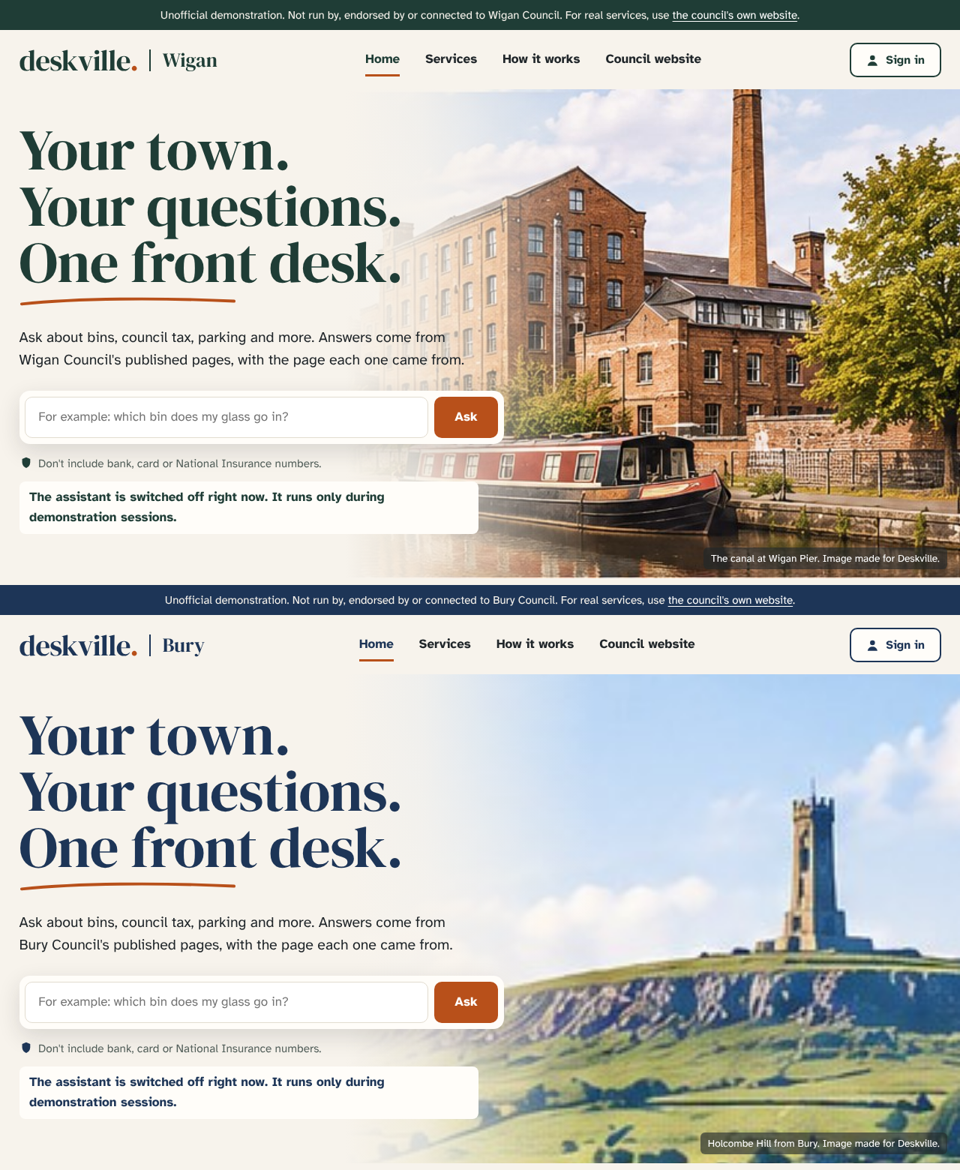 Unofficial demonstration. Not run by, endorsed by or connected to Wigan Council. For real services, use the council's own website.
deskville. | Wigan
Home
Services
How it works
Council website
Sign in
Your town.
Your questions.
One front desk.
Ask about bins, council tax, parking and more. Answers come from
Wigan Council's published pages, with the page each one came from.
For example: which bin does my glass go in?
Ask
Don't include bank, card or National Insurance numbers.
The assistant is switched off right now. It runs only during
demonstration sessions.
The canal at Wigan Pier. Image made for Deskville.
Unofficial demonstration. Not run by, endorsed by or connected to Bury Council. For real services, use the council's own website.
deskville. | Bury
Home
Services
How it works
Council website
Sign in
Your town.
Your questions.
One front desk.
Ask about bins, council tax, parking and more. Answers come from
Bury Council's published pages, with the page each one came from.
For example: which bin does my glass go in?
Ask
Don't include bank, card or National Insurance numbers.
The assistant is switched off right now. It runs only during
demonstration sessions.
Holcombe Hill from Bury. Image made for Deskville.